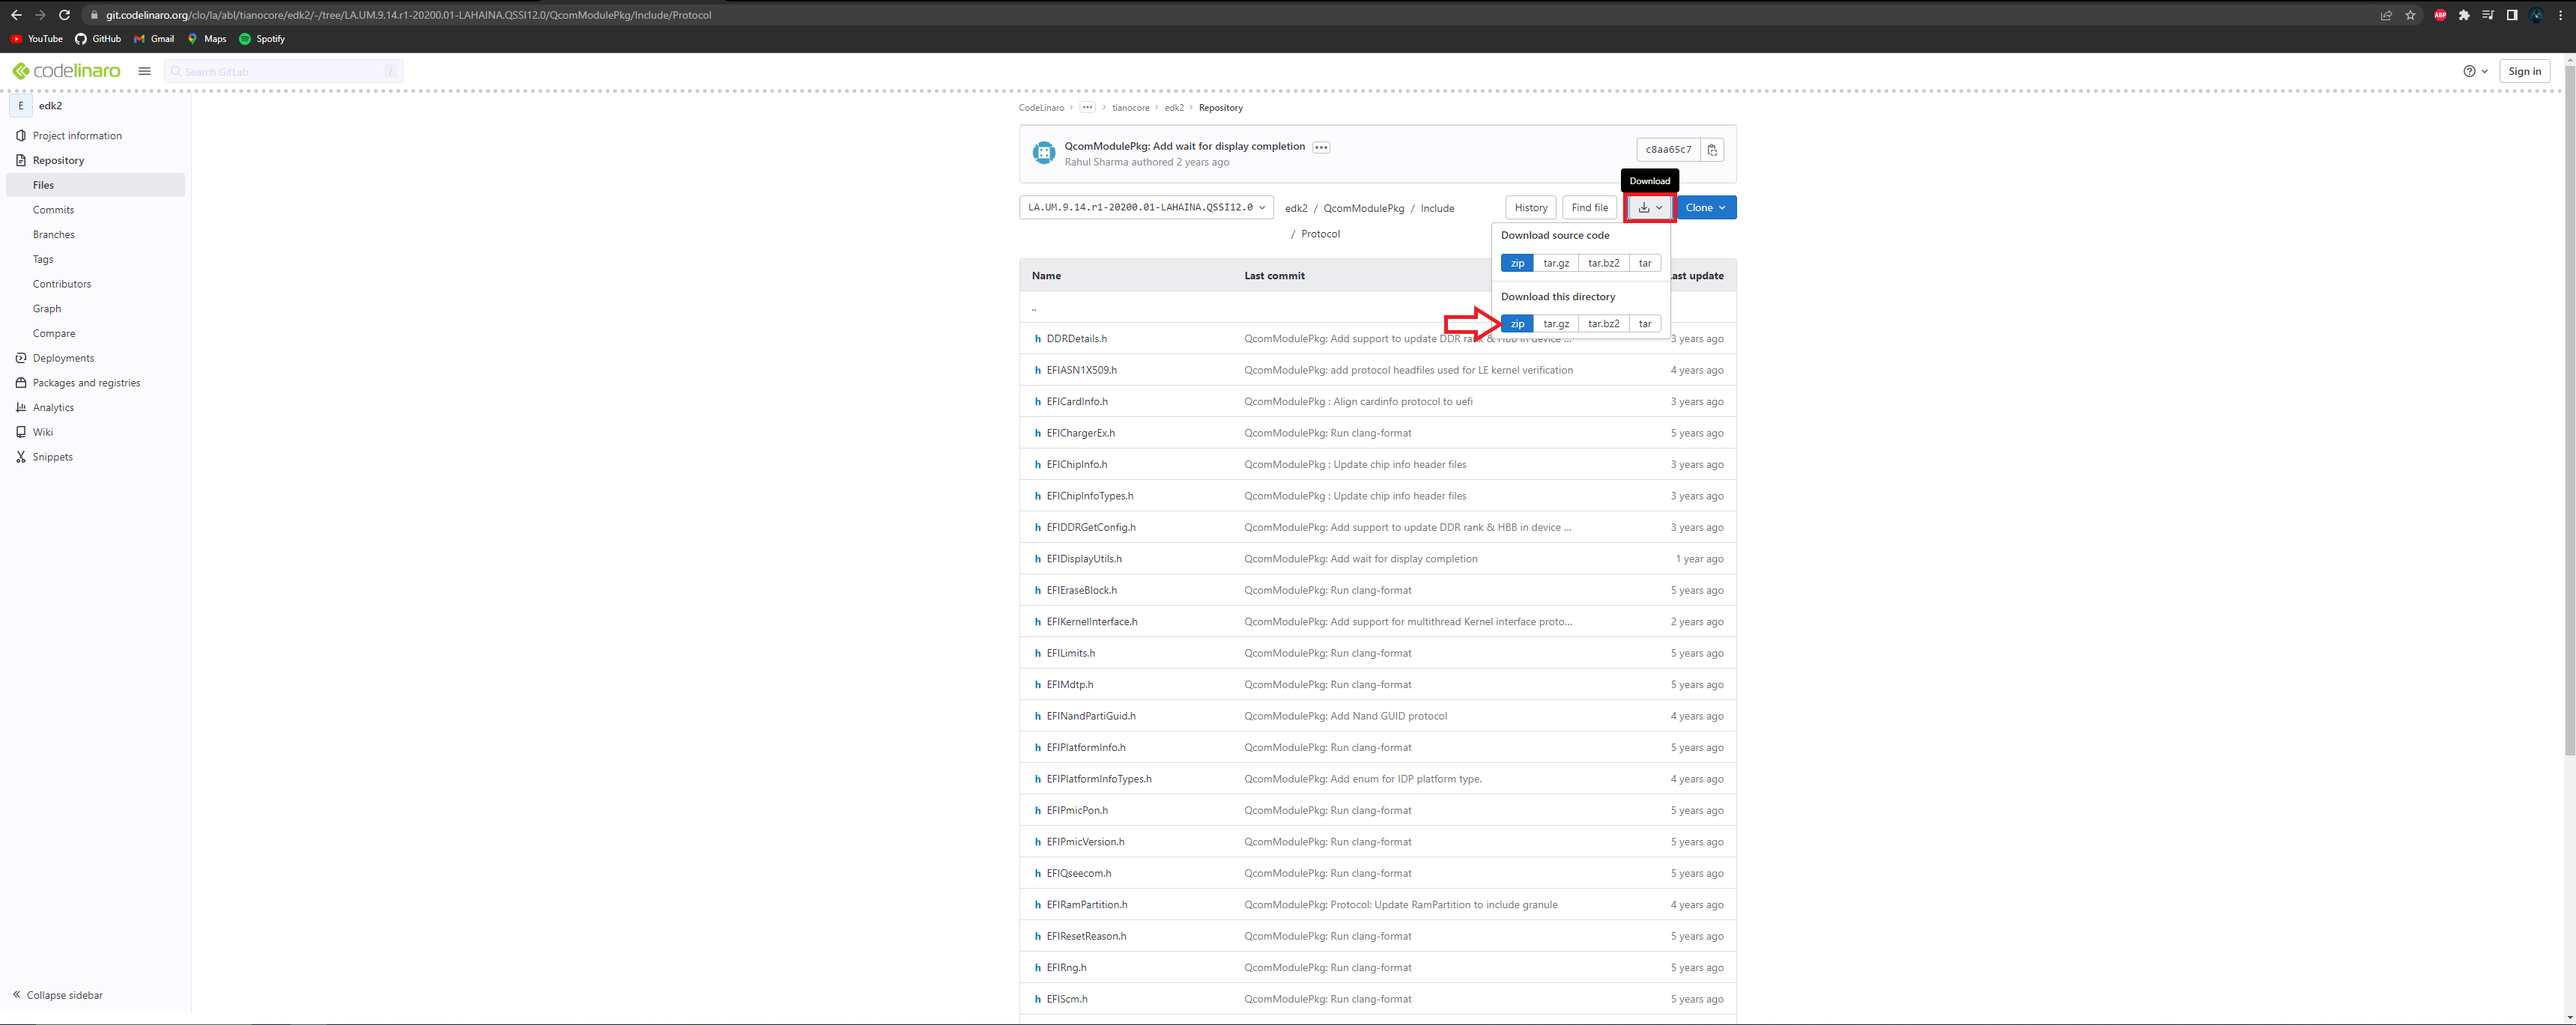 git.codelinaro.org/clo/la/abl/tianocore/edk2/-/tree/LA.UM.9.14.r1-20200.01-LAHAINA.QSSI12.0/QcomModulePkg/Include/Protocol
ABP
YouTube GitHub Gmail Maps Spotify
codelinaro Search GitLab / Sign in
E edk2
CodeLinaro > ... > tianocore > edk2 > Repository
Project information
Repository
Files
Commits
Branches
Tags
Contributors
Graph
Compare
Deployments
Packages and registries
Analytics
Wiki
Snippets
Collapse sidebar
QcomModulePkg: Add wait for display completion ...
Rahul Sharma authored 2 years ago
c8aa65c7
Download
LA.UM.9.14.r1-20200.01-LAHAINA.QSSI12.0 edk2 / QcomModulePkg / Include
/ Protocol
History Find file Clone
Download source code
zip tar.gz tar.bz2 tar
Download this directory
zip tar.gz tar.bz2 tar
Name Last commit ast update
..
h DDRDetails.h QcomModulePkg: Add support to update DDR rank & HBB in device ... 3 years ago
h EFIASN1X509.h QcomModulePkg: add protocol headfiles used for LE kernel verification 4 years ago
h EFICardInfo.h QcomModulePkg : Align cardinfo protocol to uefi 3 years ago
h EFIChargerEx.h QcomModulePkg: Run clang-format 5 years ago
h EFIChipInfo.h QcomModulePkg : Update chip info header files 3 years ago
h EFIChipInfoTypes.h QcomModulePkg : Update chip info header files 3 years ago
h EFIDDRGetConfig.h QcomModulePkg: Add support to update DDR rank & HBB in device ... 3 years ago
h EFIDisplayUtils.h QcomModulePkg: Add wait for display completion 1 year ago
h EFIEraseBlock.h QcomModulePkg: Run clang-format 5 years ago
h EFIKernelInterface.h QcomModulePkg: Add support for multithread Kernel interface proto... 2 years ago
h EFILimits.h QcomModulePkg: Run clang-format 5 years ago
h EFIMdtp.h QcomModulePkg: Run clang-format 5 years ago
h EFINandPartiGuid.h QcomModulePkg: Add Nand GUID protocol 4 years ago
h EFIPlatformInfo.h QcomModulePkg: Run clang-format 5 years ago
h EFIPlatformInfoTypes.h QcomModulePkg: Add enum for IDP platform type. 4 years ago
h EFIPmicPon.h QcomModulePkg: Run clang-format 5 years ago
h EFIPmicVersion.h QcomModulePkg: Run clang-format 5 years ago
h EFIQseecom.h QcomModulePkg: Run clang-format 5 years ago
h EFIRamPartition.h QcomModulePkg: Protocol: Update RamPartition to include granule 4 years ago
h EFIResetReason.h QcomModulePkg: Run clang-format 5 years ago
h EFIRng.h QcomModulePkg: Run clang-format 5 years ago
h EFIScm.h QcomModulePkg: Run clang-format 5 years ago